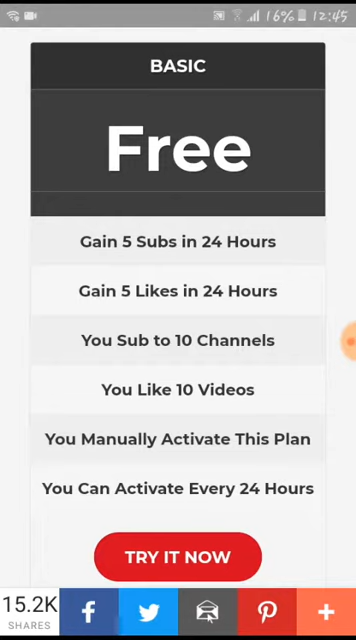 16% 12:45
BASIC
Free
Gain 5 Subs in 24 Hours
Gain 5 Likes in 24 Hours
You Sub to 10 Channels
You Like 10 Videos
You Manually Activate This Plan
You Can Activate Every 24 Hours
TRY IT NOW
15.2K
SHARES